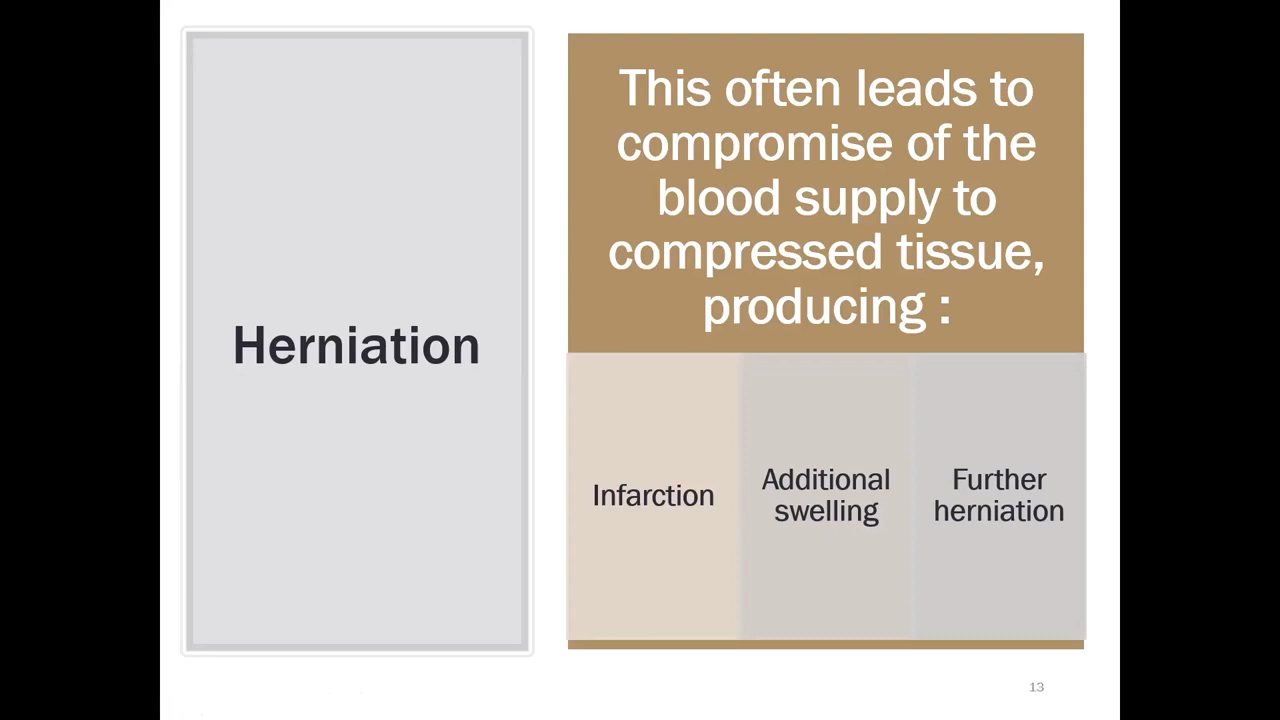 Herniation
This often leads to
compromise of the
blood supply to
compressed tissue,
producing :
Infarction
Additional
swelling
Further
herniation
13